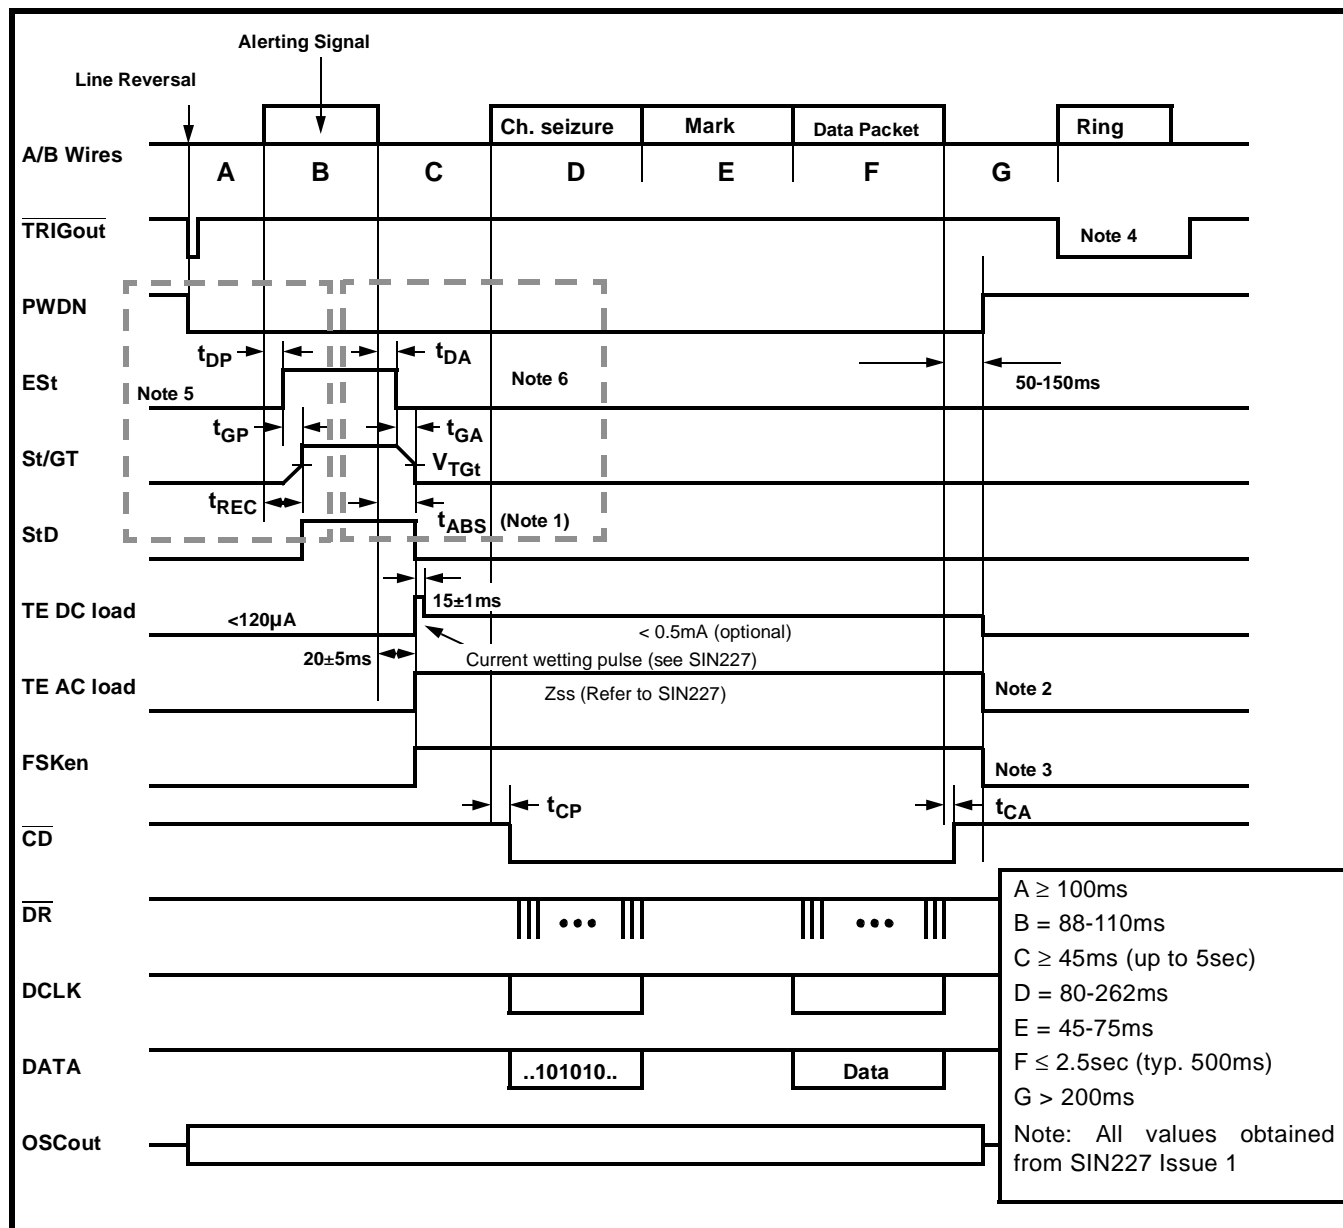 Alerting Signal
Line Reversal
A/B Wires
Ch. seizure
Mark
Data Packet
Ring
A
B
C
D
E
F
G
TRIGout
Note 4
PWDN
tDP
tDA
50-150ms
ESt
Note 5
Note 6
tGP
tGA
St/GT
VTGt
tREC
tABS (Note 1)
StD
15±1ms
TE DC load
<120µA
< 0.5mA (optional)
20±5ms
Current wetting pulse (see SIN227)
TE AC load
Zss (Refer to SIN227)
Note 2
FSKen
Note 3
tCP
tCA
CD
DR
DCLK
DATA
..101010..
Data
OSCout
A ≥ 100ms
B = 88-110ms
C ≥ 45ms (up to 5sec)
D = 80-262ms
E = 45-75ms
F ≤ 2.5sec (typ. 500ms)
G > 200ms
Note: All values obtained
from SIN227 Issue 1